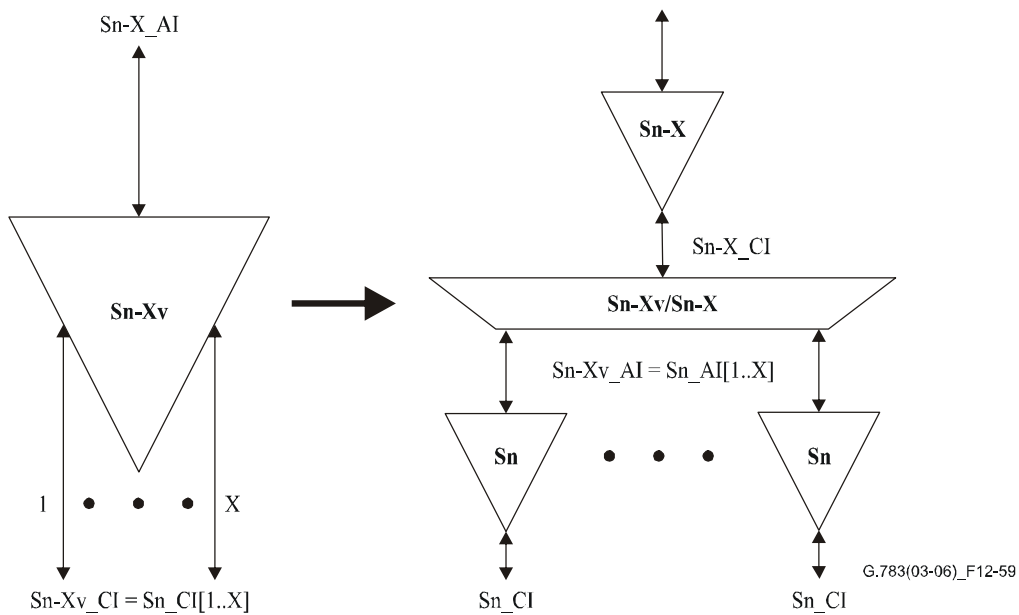 Sn-X_AI
Sn-Xv
1
X
Sn-Xv_CI = Sn_CI[1..X]
Sn-X
Sn-X_CI
Sn-Xv/Sn-X
Sn-Xv_AI = Sn_AI[1..X]
Sn
Sn
Sn_CI
Sn_CI
G.783(03-06)_F12-59